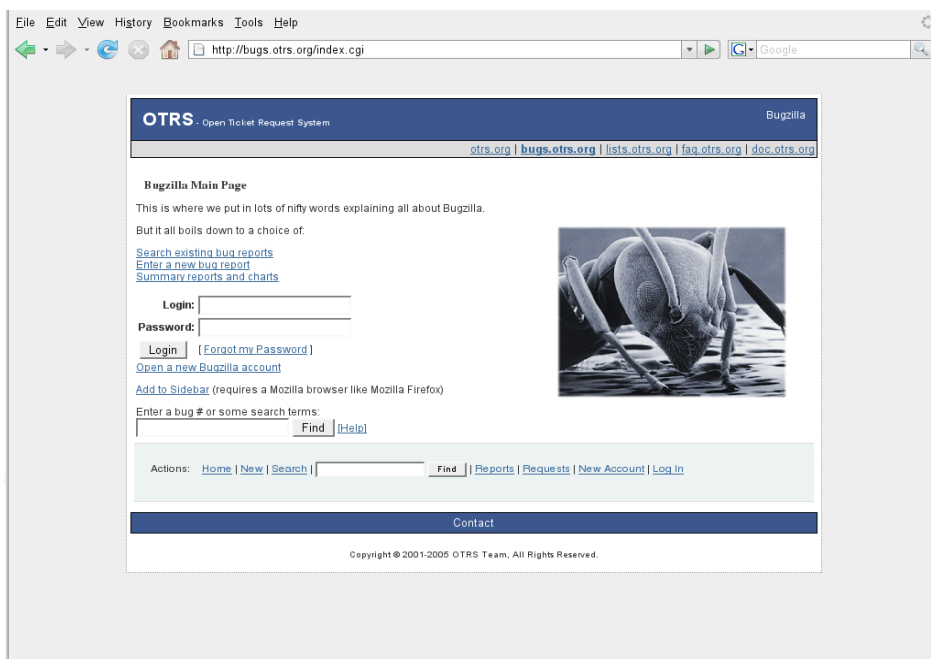 File Edit View History Bookmarks Tools Help
http://bugs.otrs.org/index.cgi G Google
OTRS - Open Ticket Request System Bugzilla
otrs.org | bugs.otrs.org | lists.otrs.org | faq.otrs.org | doc.otrs.org
Bugzilla Main Page
This is where we put in lots of nifty words explaining all about Bugzilla.
But it all boils down to a choice of:
Search existing bug reports
Enter a new bug report
Summary reports and charts
Login:
Password:
Login [ Forgot my Password ]
Open a new Bugzilla account
Add to Sidebar (requires a Mozilla browser like Mozilla Firefox)
Enter a bug # or some search terms:
Find [Help]
Actions: Home | New | Search | Find | Reports | Requests | New Account | Log In
Contact
Copyright © 2001-2005 OTRS Team, All Rights Reserved.